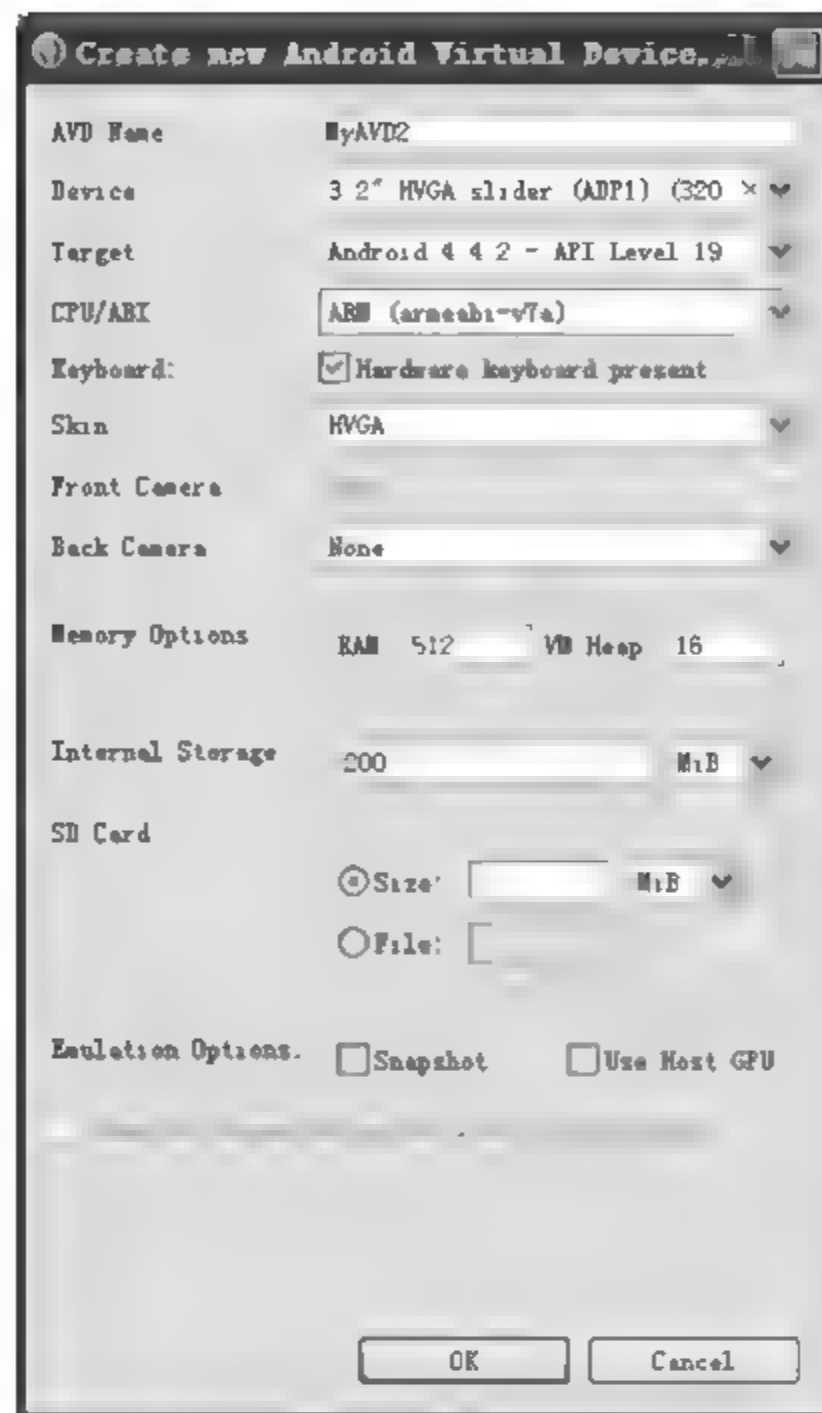 Create new Android Virtual Device.
AVD Name MyAVD2
Device 3 2" HVGA slider (ADP1) (320 ×
Target Android 4 4 2 - API Level 19
CPU/ABI ARM (armeabi-v7a)
Keyboard: Hardware keyboard present
Skin HVGA
Front Camera
Back Camera None
Memory Options RAM 512 VM Heap 16
Internal Storage 200 MiB
SD Card
Size: MiB
File:
Emulation Options. Snapshot Use Host GPU
OK Cancel